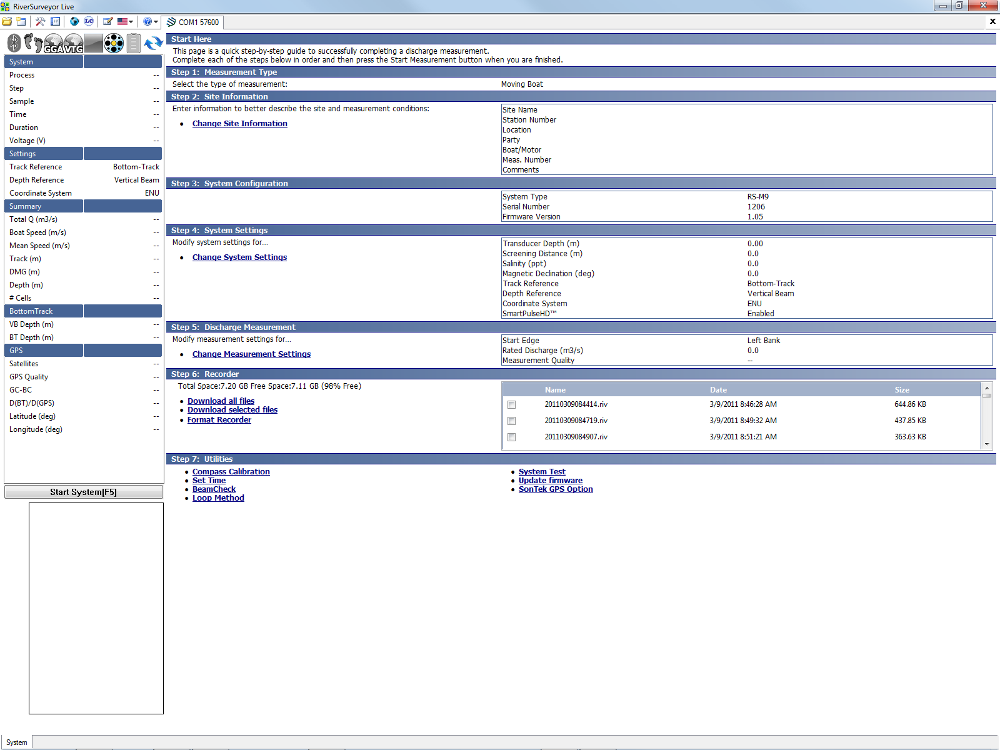 RiverSurveyor Live
LC
COM1 57600
GGA VTG
System
Process --
Step --
Sample --
Time --
Duration --
Voltage (V) --
Settings
Track Reference Bottom-Track
Depth Reference Vertical Beam
Coordinate System ENU
Summary
Total Q (m3/s) --
Boat Speed (m/s) --
Mean Speed (m/s) --
Track (m) --
DMG (m) --
Depth (m) --
# Cells --
BottomTrack
VB Depth (m) --
BT Depth (m) --
GPS
Satellites --
GPS Quality --
GC-BC --
D(BT)/D(GPS) --
Latitude (deg) --
Longitude (deg) --
Start System[F5]
Start Here
This page is a quick step-by-step guide to successfully completing a discharge measurement.
Complete each of the steps below in order and then press the Start Measurement button when you are finished.
Step 1: Measurement Type
Select the type of measurement: Moving Boat
Step 2: Site Information
Enter information to better describe the site and measurement conditions:
• Change Site Information
Site Name
Station Number
Location
Party
Boat/Motor
Meas. Number
Comments
Step 3: System Configuration
System Type RS-M9
Serial Number 1206
Firmware Version 1.05
Step 4: System Settings
Modify system settings for...
• Change System Settings
Transducer Depth (m) 0.00
Screening Distance (m) 0.0
Salinity (ppt) 0.0
Magnetic Declination (deg) 0.0
Track Reference Bottom-Track
Depth Reference Vertical Beam
Coordinate System ENU
SmartPulseHD™ Enabled
Step 5: Discharge Measurement
Modify measurement settings for...
• Change Measurement Settings
Start Edge Left Bank
Rated Discharge (m3/s) 0.0
Measurement Quality --
Step 6: Recorder
Total Space:7.20 GB Free Space:7.11 GB (98% Free)
• Download all files
• Download selected files
• Format Recorder
Name Date Size
20110309084414.riv 3/9/2011 8:46:28 AM 644.86 KB
20110309084719.riv 3/9/2011 8:49:32 AM 437.85 KB
20110309084907.riv 3/9/2011 8:51:21 AM 363.63 KB
Step 7: Utilities
• Compass Calibration
• Set Time
• BeamCheck
• Loop Method
• System Test
• Update firmware
• SonTek GPS Option
System